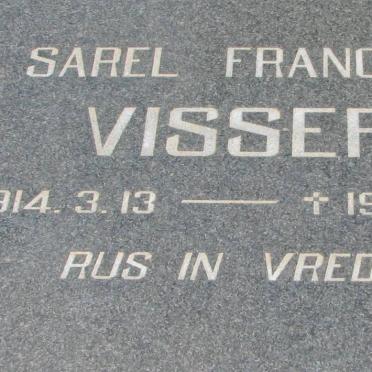 SAREL FRANC
VISSER
914.3.13 — † 19
RUS IN VRED